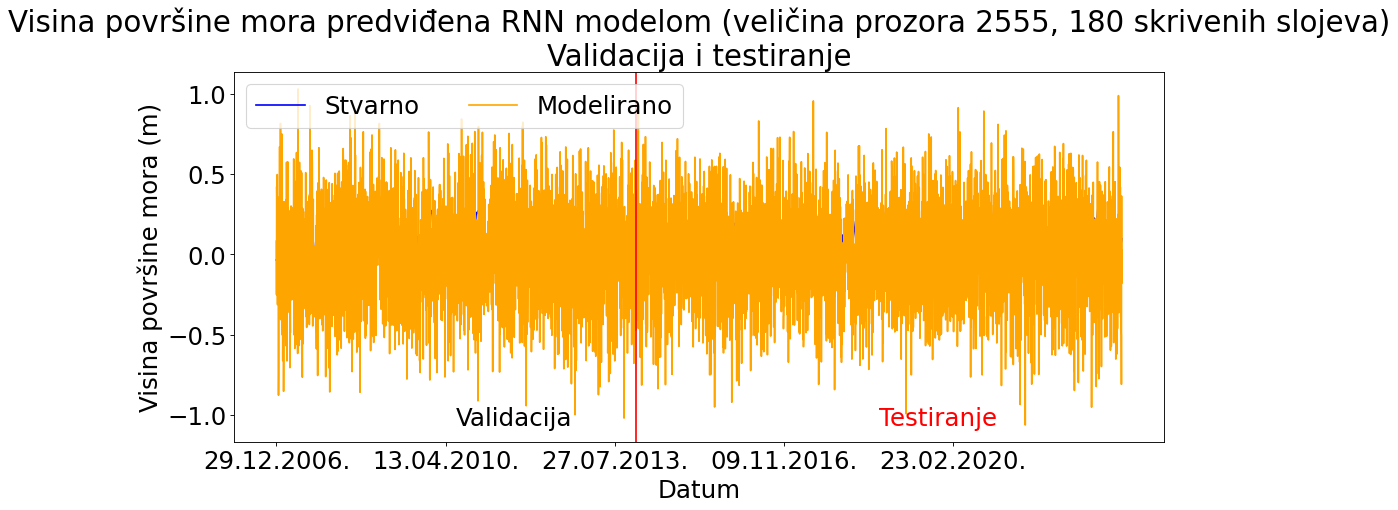 Visina površine mora predviđena RNN modelom (veličina prozora 2555, 180 skrivenih slojeva)
Validacija i testiranje
Stvarno
Modelirano
Visina površine mora (m)
1.0
0.5
0.0
−0.5
−1.0
Validacija
Testiranje
29.12.2006.
13.04.2010.
27.07.2013.
09.11.2016.
23.02.2020.
Datum